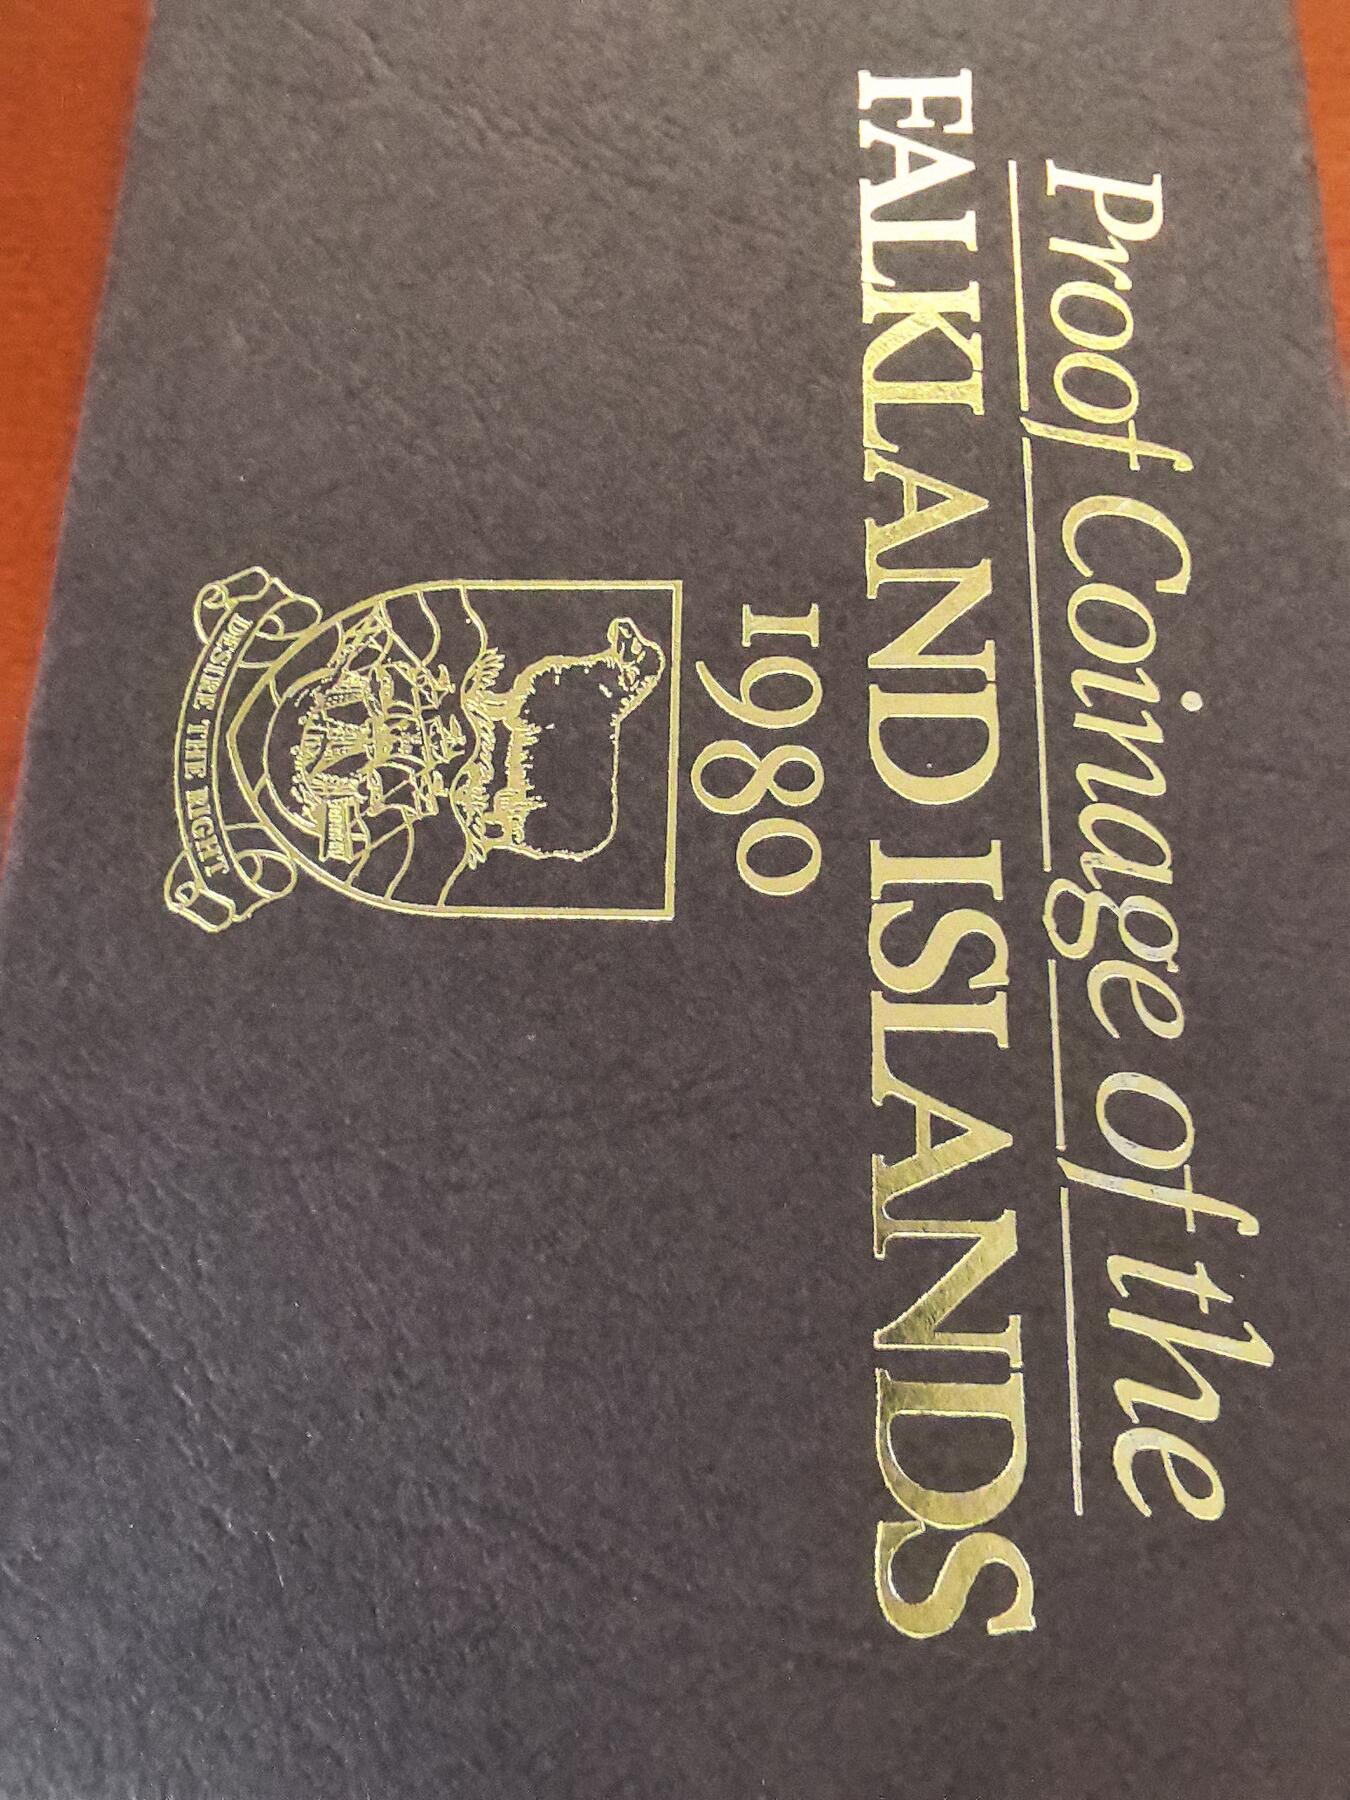 Proof Coinage of the
FALKLAND ISLANDS
1980
DESIRE THE RIGHT